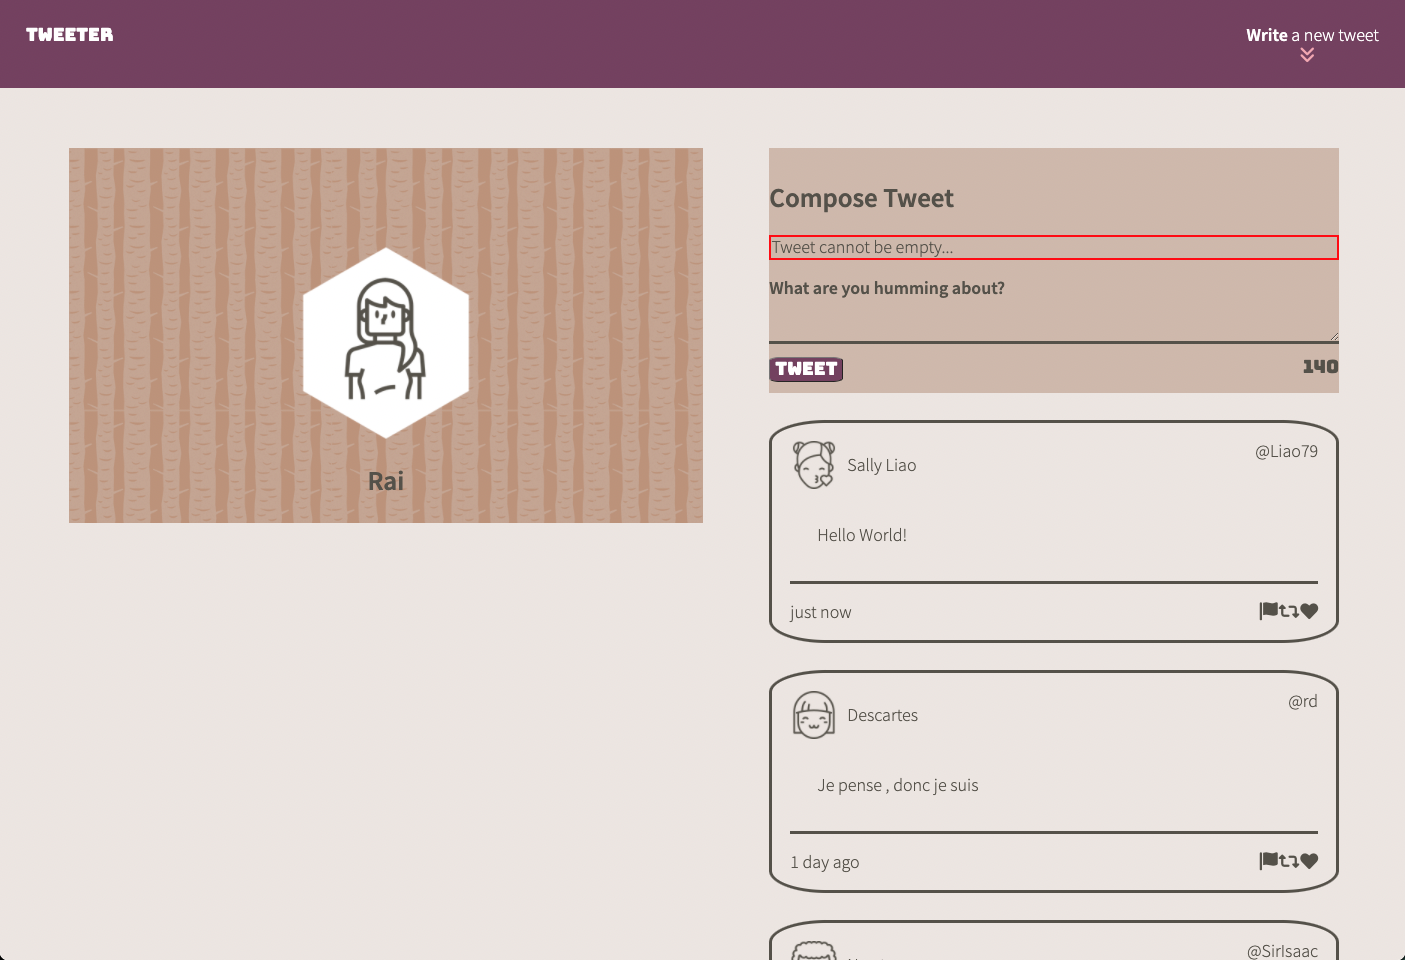 TWEETER
Write a new tweet
Rai
Compose Tweet
Tweet cannot be empty...
What are you humming about?
TWEET
140
Sally Liao
@Liao79
Hello World!
just now
Descartes
@rd
Je pense , donc je suis
1 day ago
@SirIsaac